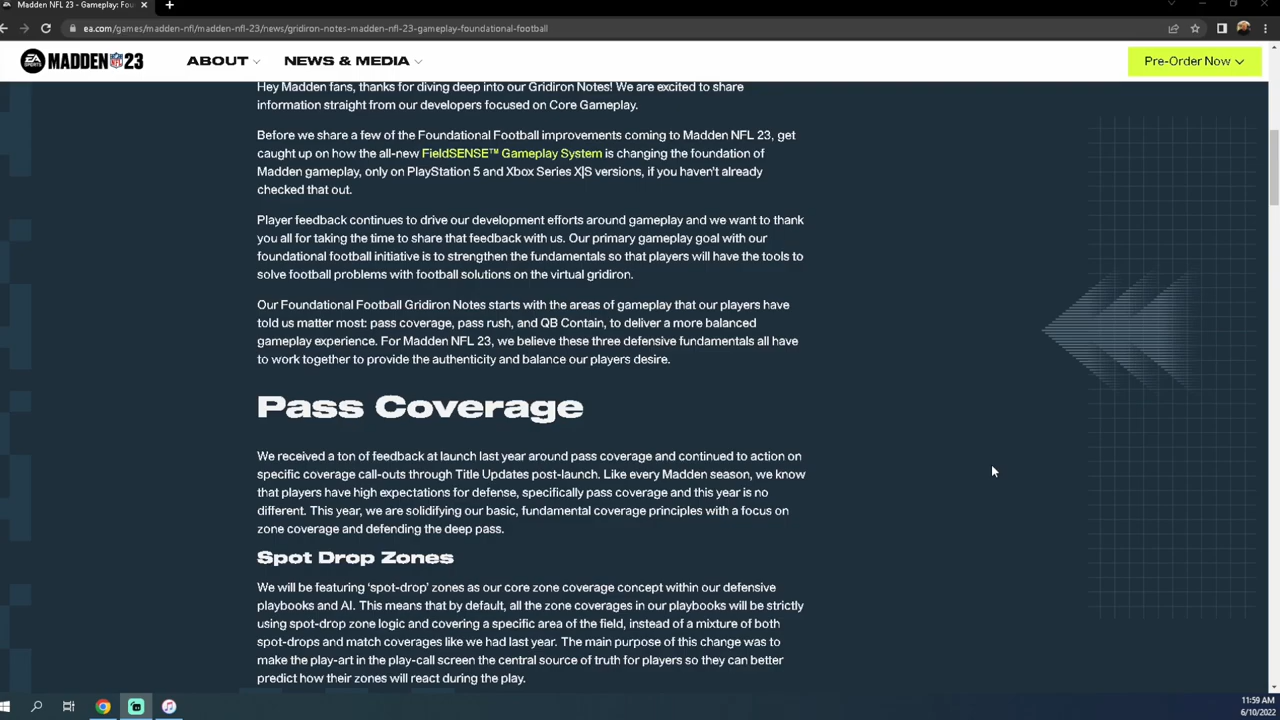 Madden NFL 23 - Gameplay: Found
ea.com/games/madden-nfl/madden-nfl-23/news/gridiron-notes-madden-nfl-23-gameplay-foundational-football
EA SPORTS MADDEN NFL 23 ABOUT NEWS & MEDIA Pre-Order Now
Hey Madden fans, thanks for diving deep into our Gridiron Notes! We are excited to share
information straight from our developers focused on Core Gameplay.
Before we share a few of the Foundational Football improvements coming to Madden NFL 23, get
caught up on how the all-new FieldSENSE™ Gameplay System is changing the foundation of
Madden gameplay, only on PlayStation 5 and Xbox Series X|S versions, if you haven't already
checked that out.
Player feedback continues to drive our development efforts around gameplay and we want to thank
you all for taking the time to share that feedback with us. Our primary gameplay goal with our
foundational football initiative is to strengthen the fundamentals so that players will have the tools to
solve football problems with football solutions on the virtual gridiron.
Our Foundational Football Gridiron Notes starts with the areas of gameplay that our players have
told us matter most: pass coverage, pass rush, and QB Contain, to deliver a more balanced
gameplay experience. For Madden NFL 23, we believe these three defensive fundamentals all have
to work together to provide the authenticity and balance our players desire.
Pass Coverage
We received a ton of feedback at launch last year around pass coverage and continued to action on
specific coverage call-outs through Title Updates post-launch. Like every Madden season, we know
that players have high expectations for defense, specifically pass coverage and this year is no
different. This year, we are solidifying our basic, fundamental coverage principles with a focus on
zone coverage and defending the deep pass.
Spot Drop Zones
We will be featuring ‘spot-drop’ zones as our core zone coverage concept within our defensive
playbooks and AI. This means that by default, all the zone coverages in our playbooks will be strictly
using spot-drop zone logic and covering a specific area of the field, instead of a mixture of both
spot-drops and match coverages like we had last year. The main purpose of this change was to
make the play-art in the play-call screen the central source of truth for players so they can better
predict how their zones will react during the play.
11:59 AM
6/10/2022